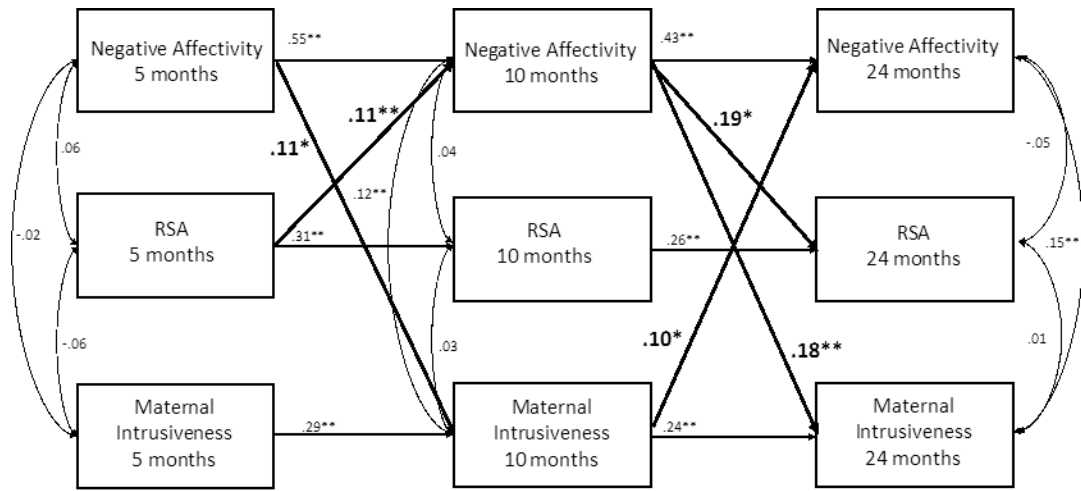 Negative Affectivity
5 months
.55**
Negative Affectivity
10 months
.43**
Negative Affectivity
24 months
.11**
.19*
.06
.11*
.04
-.05
.12**
RSA
5 months
-.02
.31**
RSA
10 months
.26**
RSA
24 months
.15**
-.06
.03
.10*
.18**
.01
Maternal
Intrusiveness
5 months
.29**
Maternal
Intrusiveness
10 months
.24**
Maternal
Intrusiveness
24 months